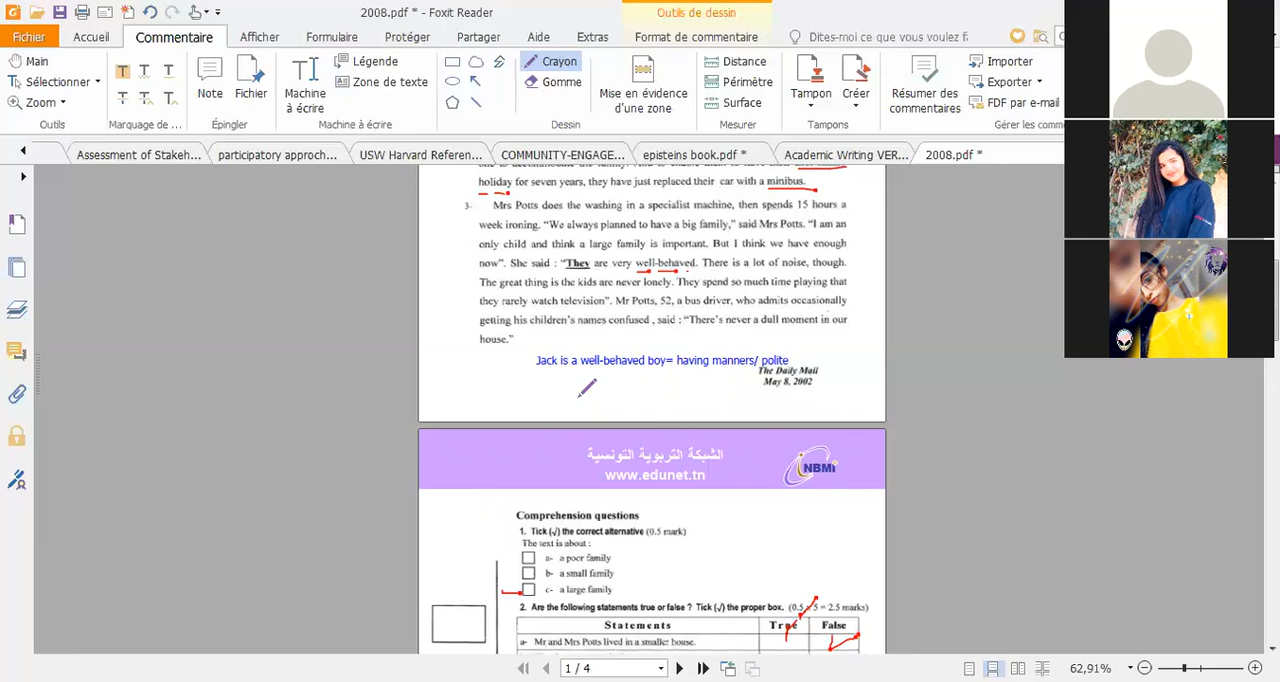 2008.pdf * - Foxit Reader
Outils de dessin
Fichier Accueil Commentaire Afficher Formulaire Protéger Partager Aide Extras Format de commentaire Dites-moi ce que vous voulez f:
Main
Sélectionner
Zoom
Outils
Marquage de ...
Note
Fichier
Épingler
Machine à écrire
Légende
Zone de texte
Machine à écrire
Crayon
Gomme
Dessin
Mise en évidence d'une zone
Distance
Périmètre
Surface
Mesurer
Tampon
Créer
Tampons
Résumer des commentaires
Importer
Exporter
FDP par e-mail
Gérer les comm
Assessment of Stakeh... participatory approch... USW Harvard Referen... COMMUNITY-ENGAGE... epsteins book.pdf * Academic Writing VER... 2008.pdf *
holiday for seven years, they have just replaced their car with a minibus.
3- Mrs Potts does the washing in a specialist machine, then spends 15 hours a
week ironing. "We always planned to have a big family," said Mrs Potts. "I am an
only child and think a large family is important. But I think we have enough
now". She said : "They are very well-behaved. There is a lot of noise, though.
The great thing is the kids are never lonely. They spend so much time playing that
they rarely watch television". Mr Potts, 52, a bus driver, who admits occasionally
getting his children's names confused , said : "There's never a dull moment in our
house."
Jack is a well-behaved boy= having manners/ polite
The Daily Mail
May 8, 2002
الشبكة التربوية التونسية
www.edunet.tn
NBMi
Comprehension questions
1. Tick (√) the correct alternative (0.5 mark)
The text is about :
a- a poor family
b- a small family
c- a large family
2. Are the following statements true or false ? Tick (√) the proper box. (0.5 x 5 = 2.5 marks)
Statements True False
a- Mr and Mrs Potts lived in a smaller house.
1 / 4
62,91%